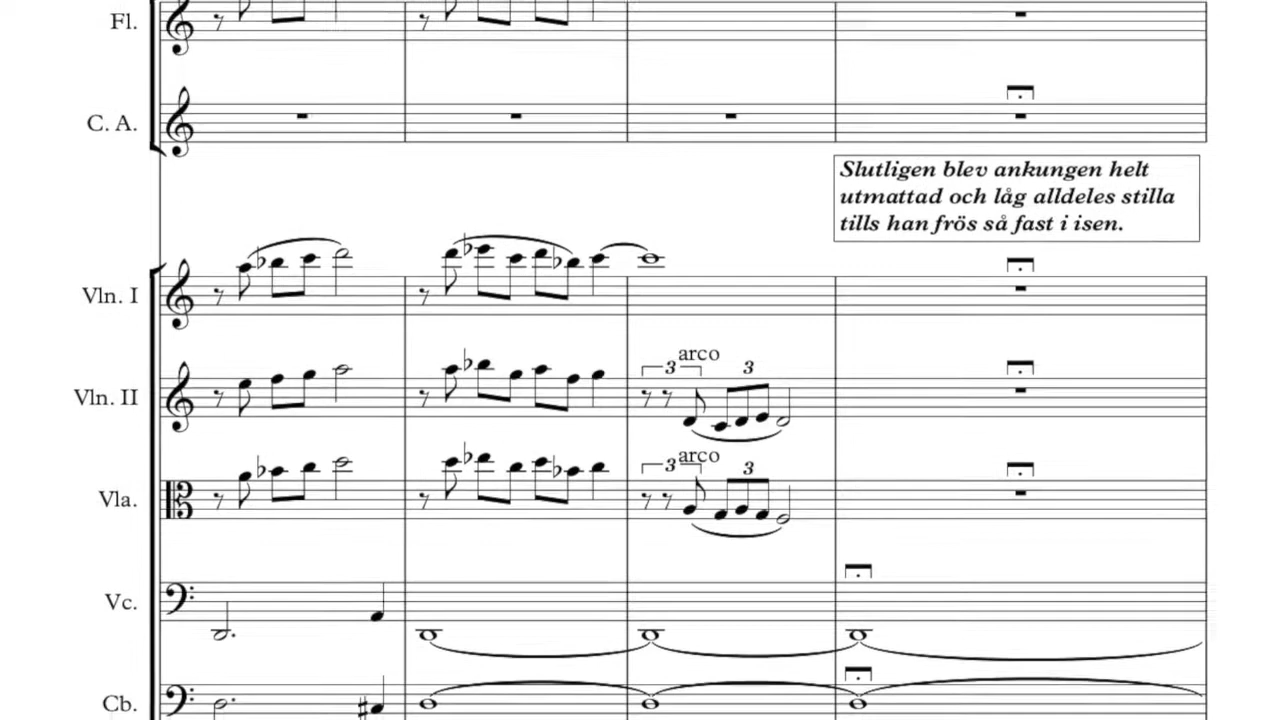 Fl.
C. A.
Slutligen blev ankungen helt
utmattad och låg alldeles stilla
tills han frös så fast i isen.
Vln. I
arco
3
3
Vln. II
arco
3
3
Vla.
Vc.
Cb.